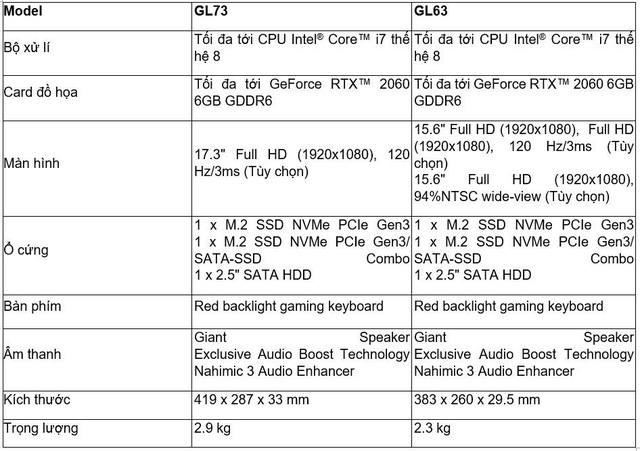 Model GL73 GL63
Bộ xử lí
Tối đa tới CPU Intel® Core™ i7 thế
hệ 8
Tối đa tới CPU Intel® Core™ i7 thế
hệ 8
Card đồ họa
Tối đa tới GeForce RTX™ 2060
6GB GDDR6
Tối đa tới GeForce RTX™ 2060 6GB
GDDR6
Màn hình
17.3" Full HD (1920x1080), 120
Hz/3ms (Tùy chọn)
15.6" Full HD (1920x1080), Full HD
(1920x1080), 120 Hz/3ms (Tùy
chọn)
15.6" Full HD (1920x1080),
94%NTSC wide-view (Tùy chọn)
Ổ cứng
1 x M.2 SSD NVMe PCIe Gen3
1 x M.2 SSD NVMe PCIe Gen3/
SATA-SSD Combo
1 x 2.5" SATA HDD
1 x M.2 SSD NVMe PCIe Gen3
1 x M.2 SSD NVMe PCIe Gen3/
SATA-SSD Combo
1 x 2.5" SATA HDD
Bàn phím Red backlight gaming keyboard Red backlight gaming keyboard
Âm thanh
Giant Speaker
Exclusive Audio Boost Technology
Nahimic 3 Audio Enhancer
Giant Speaker
Exclusive Audio Boost Technology
Nahimic 3 Audio Enhancer
Kích thước 419 x 287 x 33 mm 383 x 260 x 29.5 mm
Trọng lượng 2.9 kg 2.3 kg